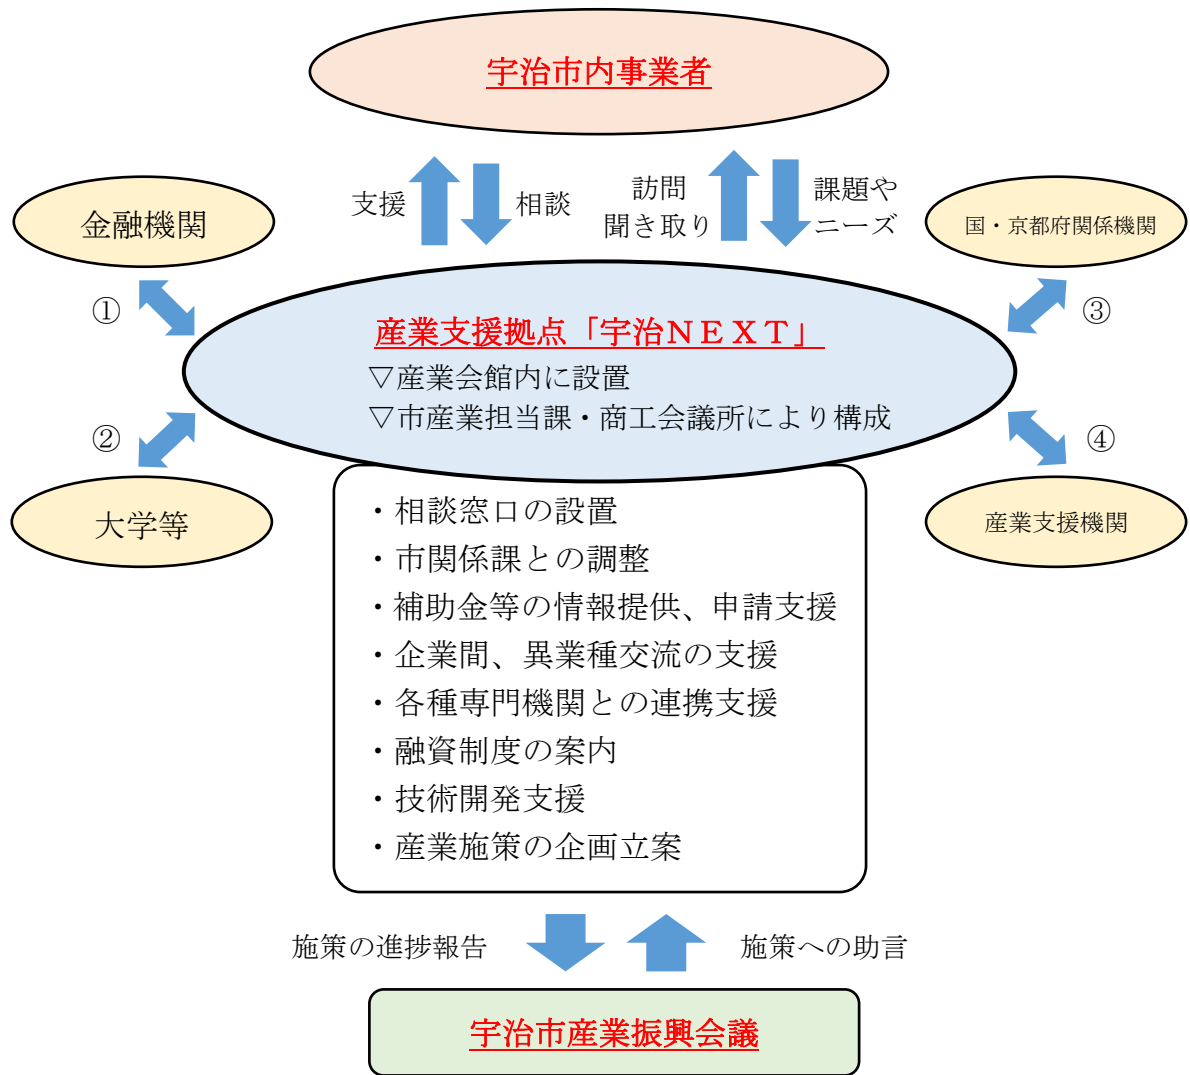 宇治市内事業者
支援
相談
訪問
聞き取り
課題や
ニーズ
金融機関
国・京都府関係機関
①
③
産業支援拠点「宇治ＮＥＸＴ」
▽産業会館内に設置
▽市産業担当課・商工会議所により構成
②
④
大学等
産業支援機関
・相談窓口の設置
・市関係課との調整
・補助金等の情報提供、申請支援
・企業間、異業種交流の支援
・各種専門機関との連携支援
・融資制度の案内
・技術開発支援
・産業施策の企画立案
施策の進捗報告
施策への助言
宇治市産業振興会議